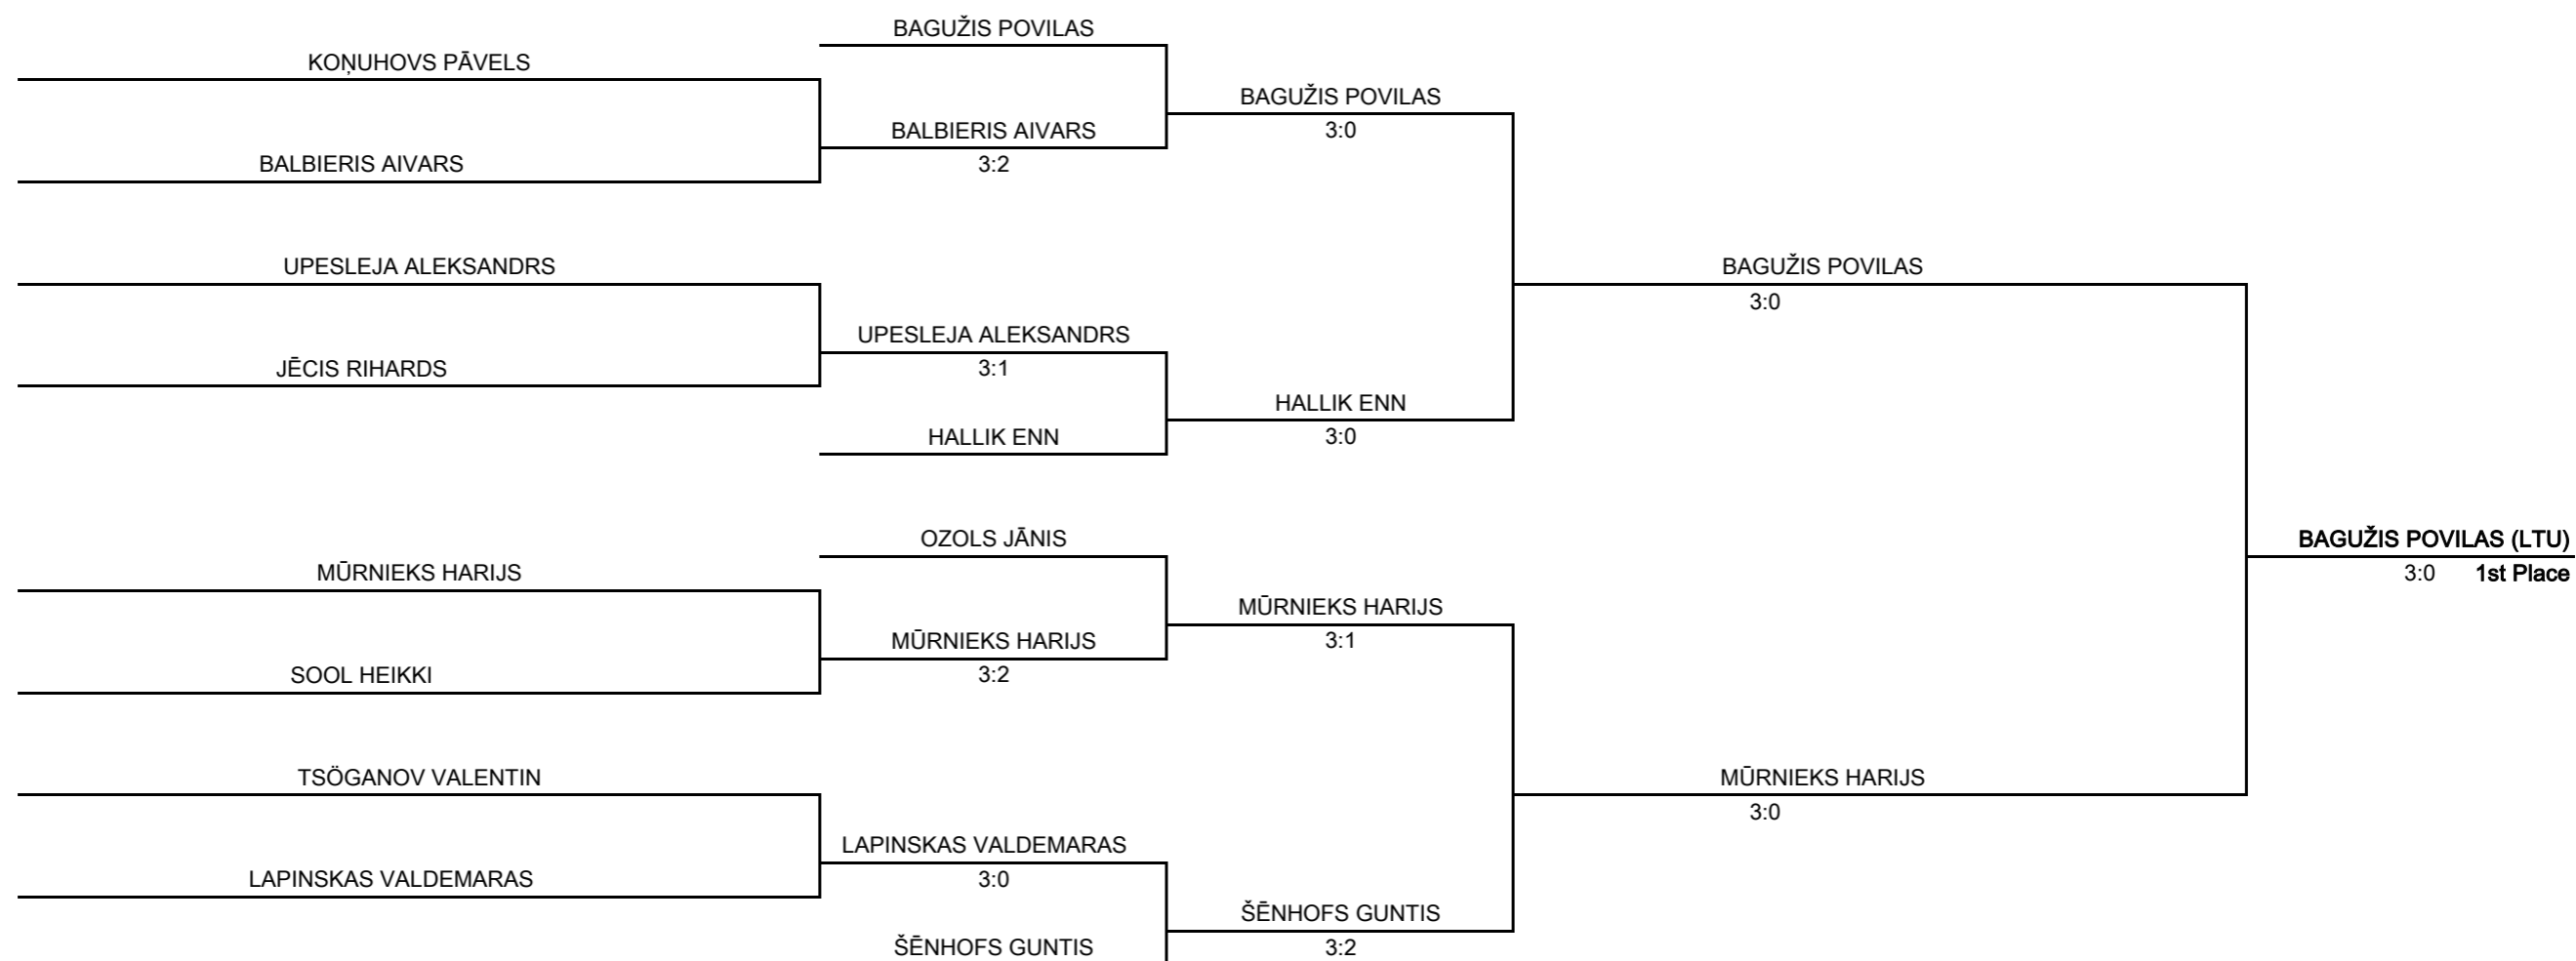 BAGUŽIS POVILAS
KOŅUHOVS PĀVELS
BAGUŽIS POVILAS
BALBIERIS AIVARS
3:0
BALBIERIS AIVARS
3:2
UPESLEJA ALEKSANDRS
BAGUŽIS POVILAS
3:0
UPESLEJA ALEKSANDRS
JĒCIS RIHARDS
3:1
HALLIK ENN
HALLIK ENN
3:0
OZOLS JĀNIS
BAGUŽIS POVILAS (LTU)
MŪRNIEKS HARIJS
3:0 1st Place
MŪRNIEKS HARIJS
MŪRNIEKS HARIJS
3:1
SOOL HEIKKI
3:2
TSÖGANOV VALENTIN
MŪRNIEKS HARIJS
3:0
LAPINSKAS VALDEMARAS
LAPINSKAS VALDEMARAS
3:0
ŠĒNHOFS GUNTIS
ŠĒNHOFS GUNTIS
3:2